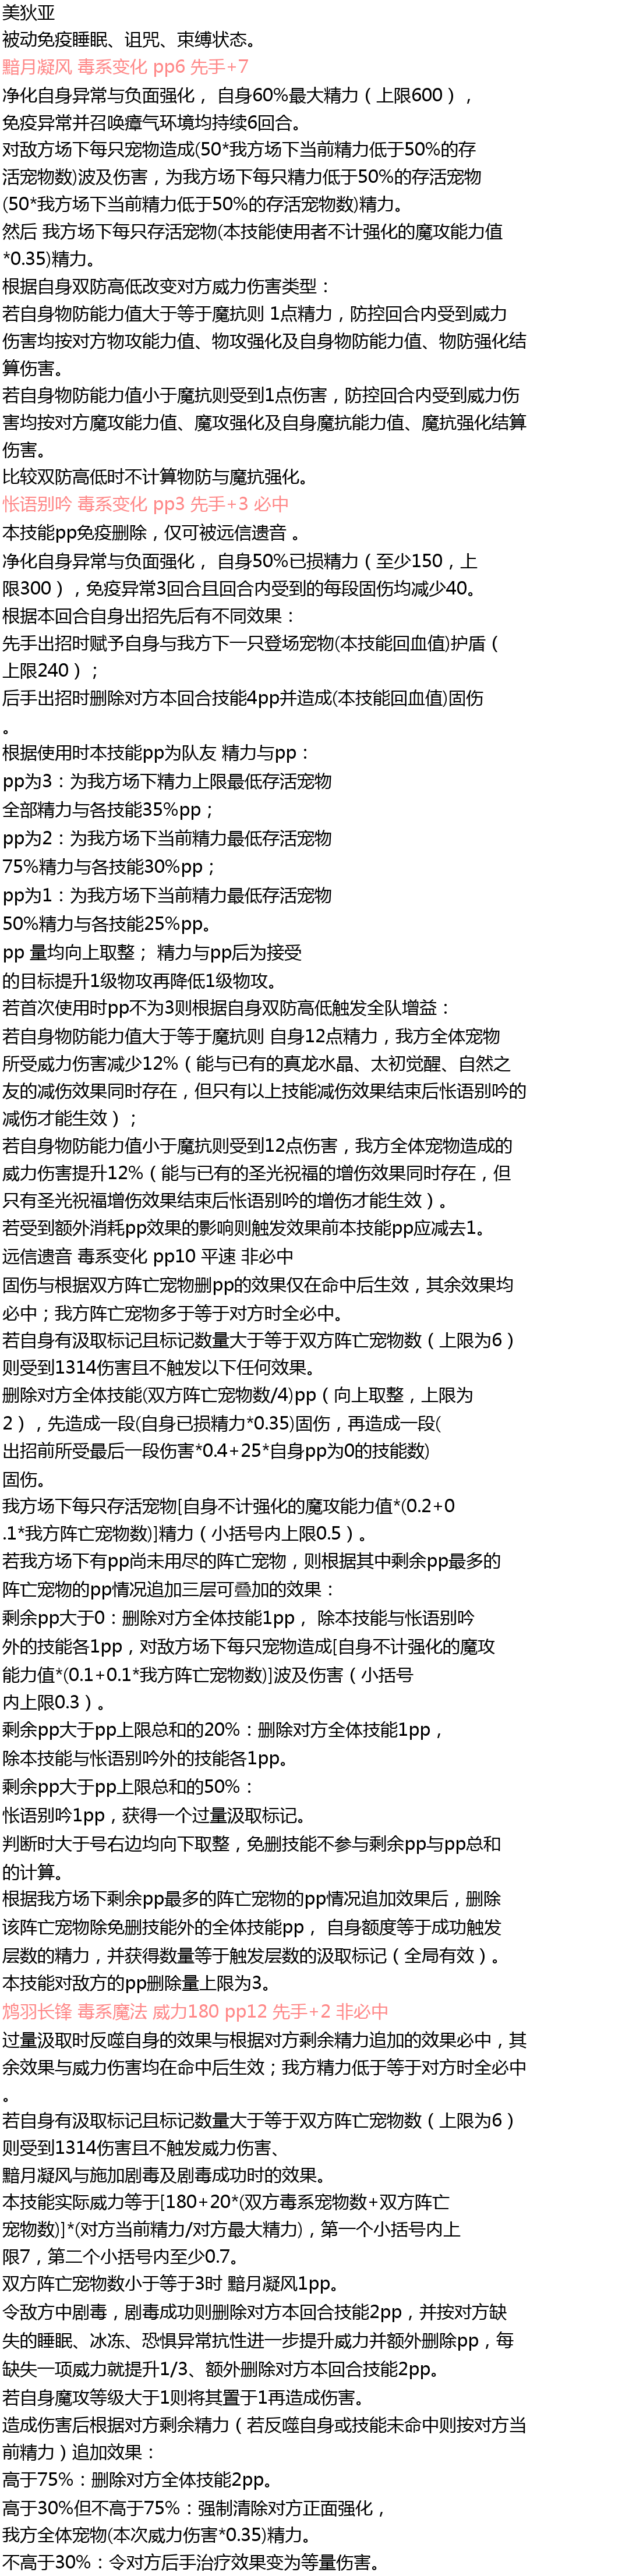 美狄亚
被动免疫睡眠、诅咒、束缚状态。
黯月凝风 毒系变化 pp6 先手+7
净化自身异常与负面强化， 自身60%最大精力（上限600），
免疫异常并召唤瘴气环境均持续6回合。
对敌方场下每只宠物造成(50*我方场下当前精力低于50%的存
活宠物数)波及伤害，为我方场下每只精力低于50%的存活宠物
(50*我方场下当前精力低于50%的存活宠物数)精力。
然后 我方场下每只存活宠物(本技能使用者不计强化的魔攻能力值
*0.35)精力。
根据自身双防高低改变对方威力伤害类型：
若自身物防能力值大于等于魔抗则 1点精力，防控回合内受到威力
伤害均按对方物攻能力值、物攻强化及自身物防能力值、物防强化结
算伤害。
若自身物防能力值小于魔抗则受到1点伤害，防控回合内受到威力伤
害均按对方魔攻能力值、魔攻强化及自身魔抗能力值、魔抗强化结算
伤害。
比较双防高低时不计算物防与魔抗强化。
怅语别吟 毒系变化 pp3 先手+3 必中
本技能pp免疫删除，仅可被远信遗音 。
净化自身异常与负面强化， 自身50%已损精力（至少150，上
限300），免疫异常3回合且回合内受到的每段固伤均减少40。
根据本回合自身出招先后有不同效果：
先手出招时赋予自身与我方下一只登场宠物(本技能回血值)护盾（
上限240）；
后手出招时删除对方本回合技能4pp并造成(本技能回血值)固伤
。
根据使用时本技能pp为队友 精力与pp：
pp为3：为我方场下精力上限最低存活宠物
全部精力与各技能35%pp；
pp为2：为我方场下当前精力最低存活宠物
75%精力与各技能30%pp；
pp为1：为我方场下当前精力最低存活宠物
50%精力与各技能25%pp。
pp 量均向上取整； 精力与pp后为接受
的目标提升1级物攻再降低1级物攻。
若首次使用时pp不为3则根据自身双防高低触发全队增益：
若自身物防能力值大于等于魔抗则 自身12点精力，我方全体宠物
所受威力伤害减少12%（能与已有的真龙水晶、太初觉醒、自然之
友的减伤效果同时存在，但只有以上技能减伤效果结束后怅语别吟的
减伤才能生效）；
若自身物防能力值小于魔抗则受到12点伤害，我方全体宠物造成的
威力伤害提升12%（能与已有的圣光祝福的增伤效果同时存在，但
只有圣光祝福增伤效果结束后怅语别吟的增伤才能生效）。
若受到额外消耗pp效果的影响则触发效果前本技能pp应减去1。
远信遗音 毒系变化 pp10 平速 非必中
固伤与根据双方阵亡宠物删pp的效果仅在命中后生效，其余效果均
必中；我方阵亡宠物多于等于对方时全必中。
若自身有汲取标记且标记数量大于等于双方阵亡宠物数（上限为6）
则受到1314伤害且不触发以下任何效果。
删除对方全体技能(双方阵亡宠物数/4)pp（向上取整，上限为
2），先造成一段(自身已损精力*0.35)固伤，再造成一段(
出招前所受最后一段伤害*0.4+25*自身pp为0的技能数)
固伤。
我方场下每只存活宠物[自身不计强化的魔攻能力值*(0.2+0
.1*我方阵亡宠物数)]精力（小括号内上限0.5）。
若我方场下有pp尚未用尽的阵亡宠物，则根据其中剩余pp最多的
阵亡宠物的pp情况追加三层可叠加的效果：
剩余pp大于0：删除对方全体技能1pp， 除本技能与怅语别吟
外的技能各1pp，对敌方场下每只宠物造成[自身不计强化的魔攻
能力值*(0.1+0.1*我方阵亡宠物数)]波及伤害（小括号
内上限0.3）。
剩余pp大于pp上限总和的20%：删除对方全体技能1pp，
除本技能与怅语别吟外的技能各1pp。
剩余pp大于pp上限总和的50%：
怅语别吟1pp，获得一个过量汲取标记。
判断时大于号右边均向下取整，免删技能不参与剩余pp与pp总和
的计算。
根据我方场下剩余pp最多的阵亡宠物的pp情况追加效果后，删除
该阵亡宠物除免删技能外的全体技能pp， 自身额度等于成功触发
层数的精力，并获得数量等于触发层数的汲取标记（全局有效）。
本技能对敌方的pp删除量上限为3。
鸩羽长锋 毒系魔法 威力180 pp12 先手+2 非必中
过量汲取时反噬自身的效果与根据对方剩余精力追加的效果必中，其
余效果与威力伤害均在命中后生效；我方精力低于等于对方时全必中
。
若自身有汲取标记且标记数量大于等于双方阵亡宠物数（上限为6）
则受到1314伤害且不触发威力伤害、
黯月凝风与施加剧毒及剧毒成功时的效果。
本技能实际威力等于[180+20*(双方毒系宠物数+双方阵亡
宠物数)]*(对方当前精力/对方最大精力)，第一个小括号内上
限7，第二个小括号内至少0.7。
双方阵亡宠物数小于等于3时 黯月凝风1pp。
令敌方中剧毒，剧毒成功则删除对方本回合技能2pp，并按对方缺
失的睡眠、冰冻、恐惧异常抗性进一步提升威力并额外删除pp，每
缺失一项威力就提升1/3、额外删除对方本回合技能2pp。
若自身魔攻等级大于1则将其置于1再造成伤害。
造成伤害后根据对方剩余精力（若反噬自身或技能未命中则按对方当
前精力）追加效果：
高于75%：删除对方全体技能2pp。
高于30%但不高于75%：强制清除对方正面强化，
我方全体宠物(本次威力伤害*0.35)精力。
不高于30%：令对方后手治疗效果变为等量伤害。